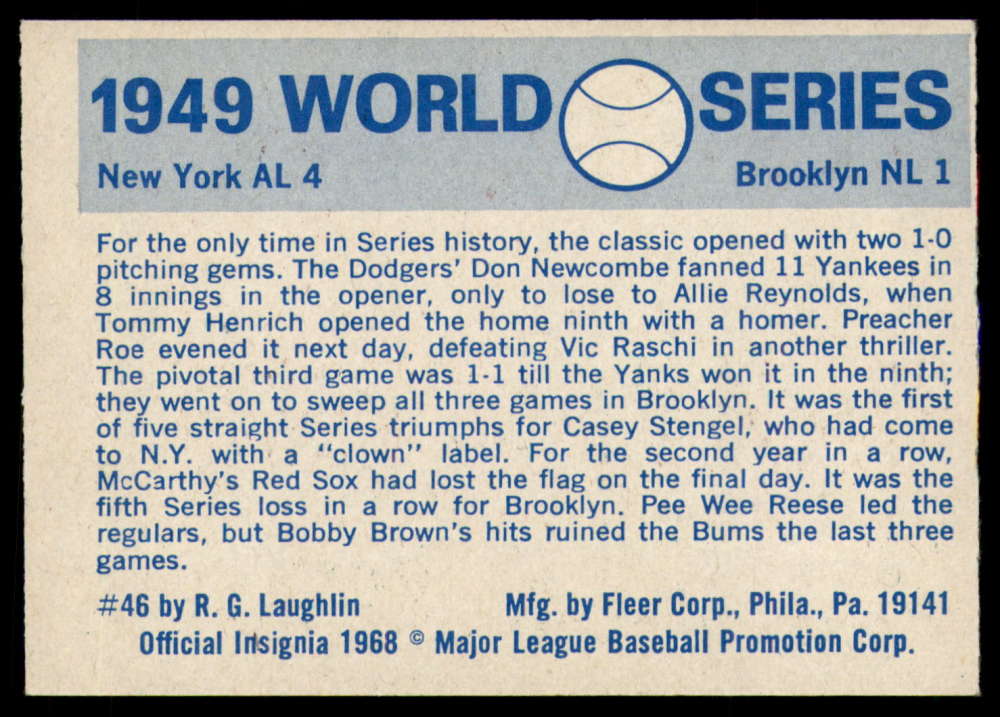 1949 WORLD SERIES
New York AL 4 Brooklyn NL 1
For the only time in Series history, the classic opened with two 1-0
pitching gems. The Dodgers' Don Newcombe fanned 11 Yankees in
8 innings in the opener, only to lose to Allie Reynolds, when
Tommy Henrich opened the home ninth with a homer. Preacher
Roe evened it next day, defeating Vic Raschi in another thriller.
The pivotal third game was 1-1 till the Yanks won it in the ninth;
they went on to sweep all three games in Brooklyn. It was the first
of five straight Series triumphs for Casey Stengel, who had come
to N.Y. with a "clown" label. For the second year in a row,
McCarthy's Red Sox had lost the flag on the final day. It was the
fifth Series loss in a row for Brooklyn. Pee Wee Reese led the
regulars, but Bobby Brown's hits ruined the Bums the last three
games.
#46 by R. G. Laughlin Mfg. by Fleer Corp., Phila., Pa. 19141
Official Insignia 1968 © Major League Baseball Promotion Corp.